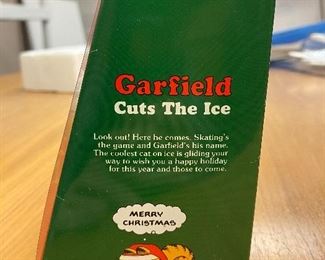 Garfield
Cuts The Ice
Look out! Here he comes. Skating's
the game and Garfield's his name.
The coolest cat on ice is gliding your
way to wish you a happy holiday
for this year and those to come.
MERRY
CHRISTMAS